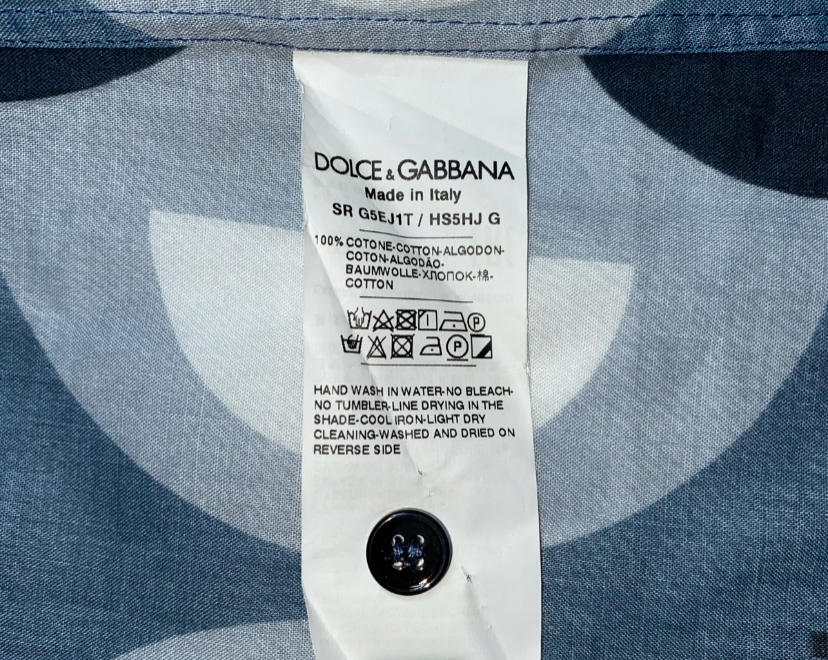 DOLCE & GABBANA
Made in Italy
SR G5EJ1T / HS5HJ G
100% COTONE-COTTON-ALGODON-
COTON-ALGODÃO-
BAUMWOLLE-ХЛОПОК-棉-
COTTON
P
P
HAND WASH IN WATER-NO BLEACH-
NO TUMBLER-LINE DRYING IN THE
SHADE-COOL IRON-LIGHT DRY
CLEANING-WASHED AND DRIED ON
REVERSE SIDE